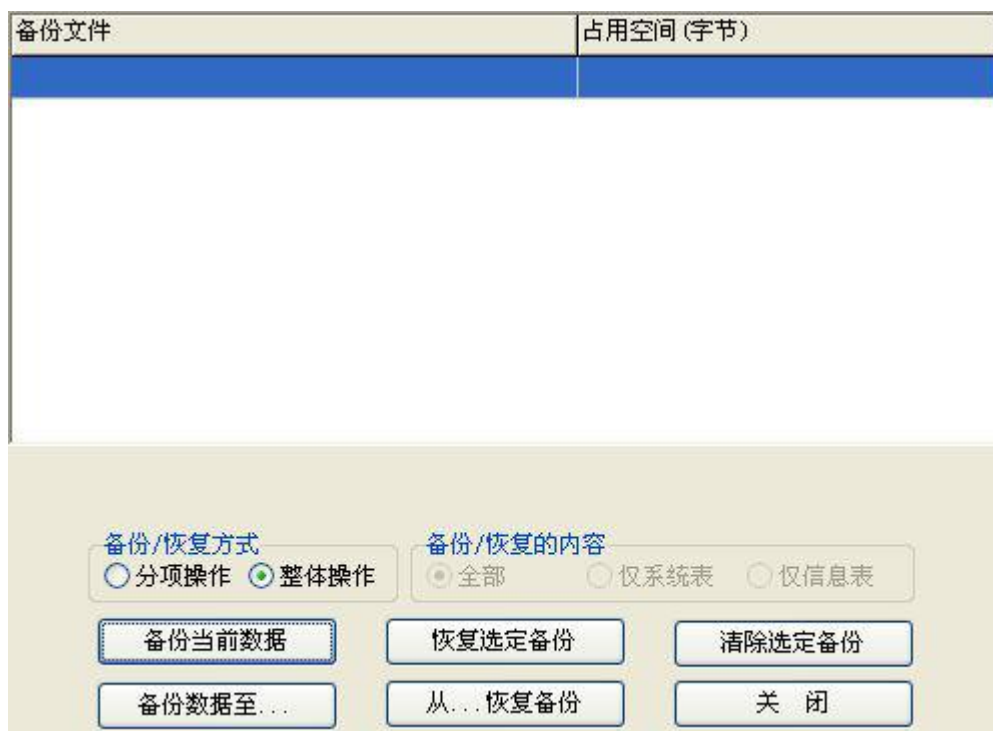 备份文件 占用空间(字节)
备份/恢复方式 备份/恢复的内容
分项操作 整体操作 全部 仅系统表 仅信息表
备份当前数据 恢复选定备份 清除选定备份
备份数据至... 从...恢复备份 关 闭